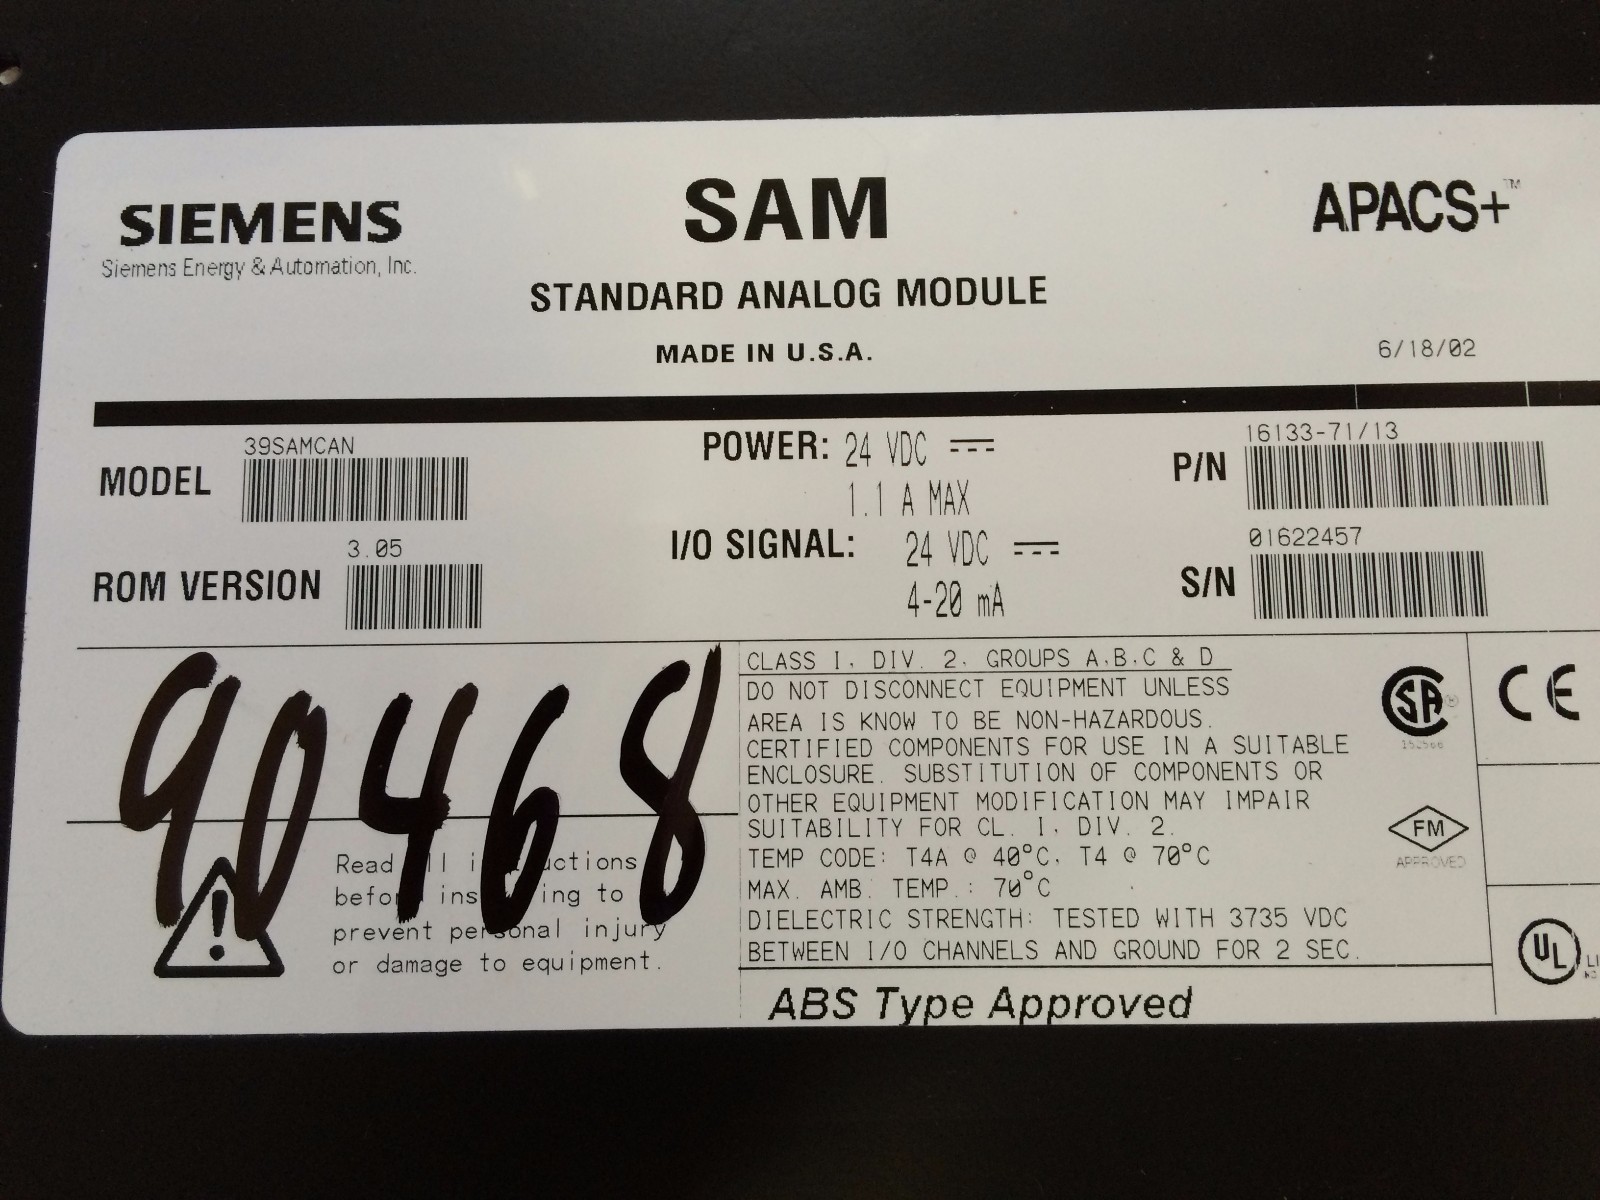 SIEMENS
Siemens Energy & Automation, Inc.
SAM
STANDARD ANALOG MODULE
MADE IN U.S.A.
APACS+™
6/18/02
MODEL 39SAMCAN
ROM VERSION 3.05
POWER: 24 VDC
1.1 A MAX
I/O SIGNAL: 24 VDC
4-20 mA
P/N 16133-71/13
S/N 01622457
90468
Read instructions
ing to
prevent personal injury
or damage to equipment.
CLASS I, DIV. 2, GROUPS A,B,C & D
DO NOT DISCONNECT EQUIPMENT UNLESS
AREA IS KNOW TO BE NON-HAZARDOUS.
CERTIFIED COMPONENTS FOR USE IN A SUITABLE
ENCLOSURE. SUBSTITUTION OF COMPONENTS OR
OTHER EQUIPMENT MODIFICATION MAY IMPAIR
SUITABILITY FOR CL. I, DIV. 2.
TEMP CODE: T4A @ 40°C, T4 @ 70°C
MAX. AMB. TEMP.: 70°C
DIELECTRIC STRENGTH: TESTED WITH 3735 VDC
BETWEEN I/O CHANNELS AND GROUND FOR 2 SEC.
ABS Type Approved
SA
CE
FM
APPROVED
UL